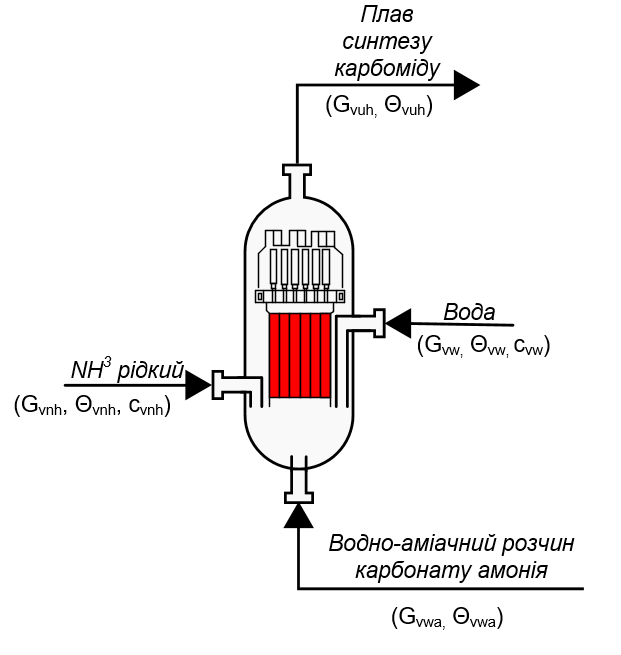 Плав
синтезу
карбоміду
(Gvuh, Θvuh)
Вода
(Gvw, Θvw, cvw)
NH³ рідкий
(Gvnh, Θvnh, cvnh)
Водно-аміачний розчин
карбонату амонія
(Gvwa, Θvwa)